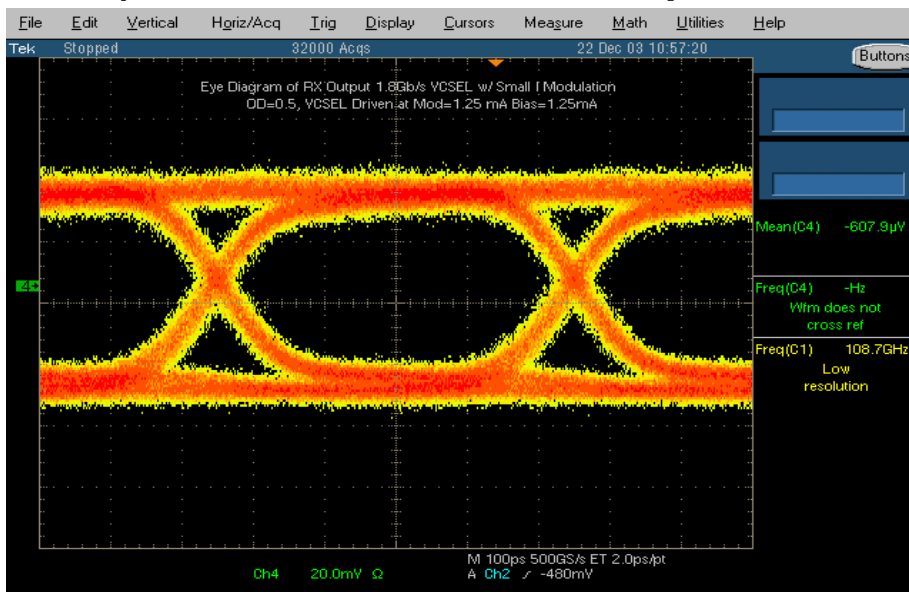 File Edit Vertical Horiz/Acq Trig Display Cursors Measure Math Utilities Help
Tek Stopped 32000 Acqs 22 Dec 03 10:57:20
Buttons
Eye Diagram of RX Output 1.8Gb/s VCSEL w/ Small I Modulation
OD=0.5, VCSEL Driven at Mod=1.25 mA Bias=1.25mA
Mean(C4) -607.9µV
4
Freq(C4) -Hz
Wfm does not
cross ref
Freq(C1) 108.7GHz
Low
resolution
M 100ps 500GS/s ET 2.0ps/pt
Ch4 20.0mV Ω A Ch2 -480mV